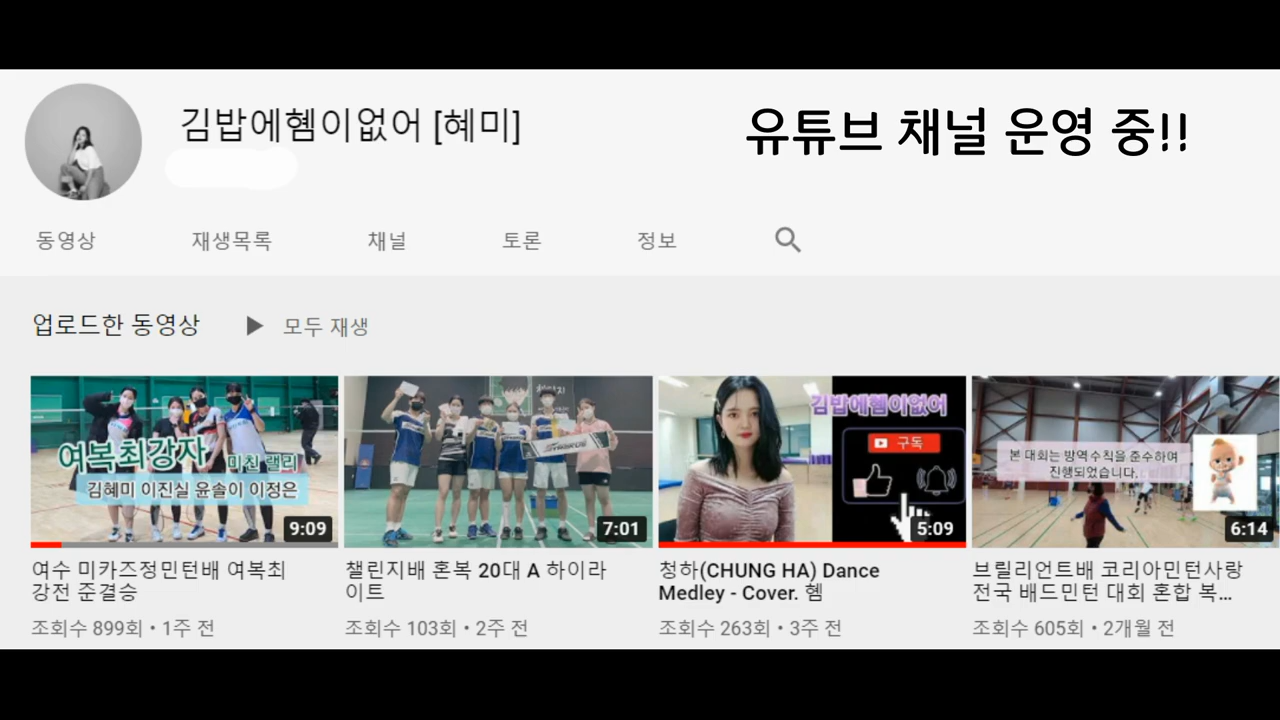 김밥에혬이없어 [혜미]
유튜브 채널 운영 중!!
동영상 재생목록 채널 토론 정보
업로드한 동영상 모두 재생
여복최강자 미친 랠리
김혜미 이진실 윤솔이 이정은
9:09
여수 미카즈정민턴배 여복최
강전 준결승
조회수 899회 • 1주 전
7:01
챌린지배 혼복 20대 A 하이라
이트
조회수 103회 • 2주 전
김밥에혬이없어
구독
5:09
청하(CHUNG HA) Dance
Medley - Cover. 혬
조회수 263회 • 3주 전
본 대회는 방역수칙을 준수하여
진행되었습니다.
6:14
브릴리언트배 코리아민턴사랑
전국 배드민턴 대회 혼합 복...
조회수 605회 • 2개월 전